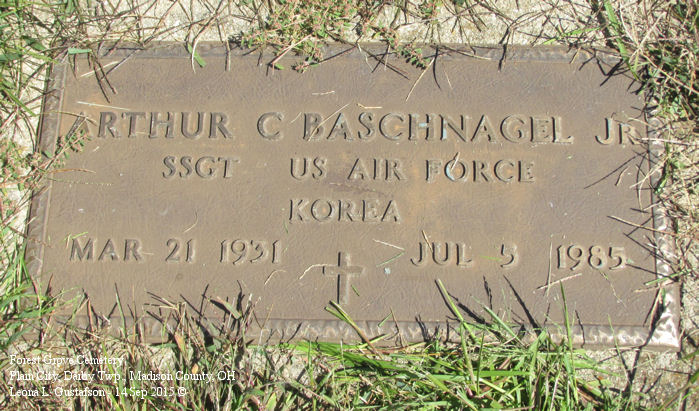 ARTHUR C BASCHNAGEL JR
SSGT US AIR FORCE
KOREA
MAR 21 1931 JUL 5 1985
Forest Grove Cemetery
Plain City, Darby Twp., Madison County, OH
Leona L. Gustafson - 14 Sep 2015 ©